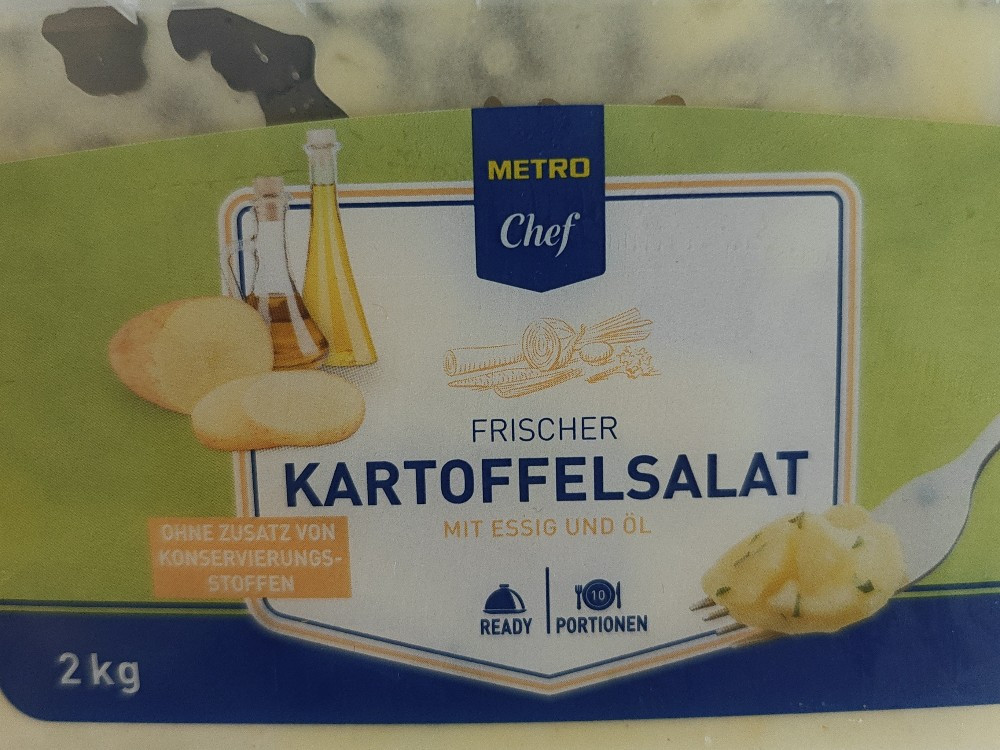 METRO
Chef
FRISCHER
KARTOFFELSALAT
MIT ESSIG UND ÖL
OHNE ZUSATZ VON
KONSERVIERUNGS-
STOFFEN
10
READY
PORTIONEN
2 kg